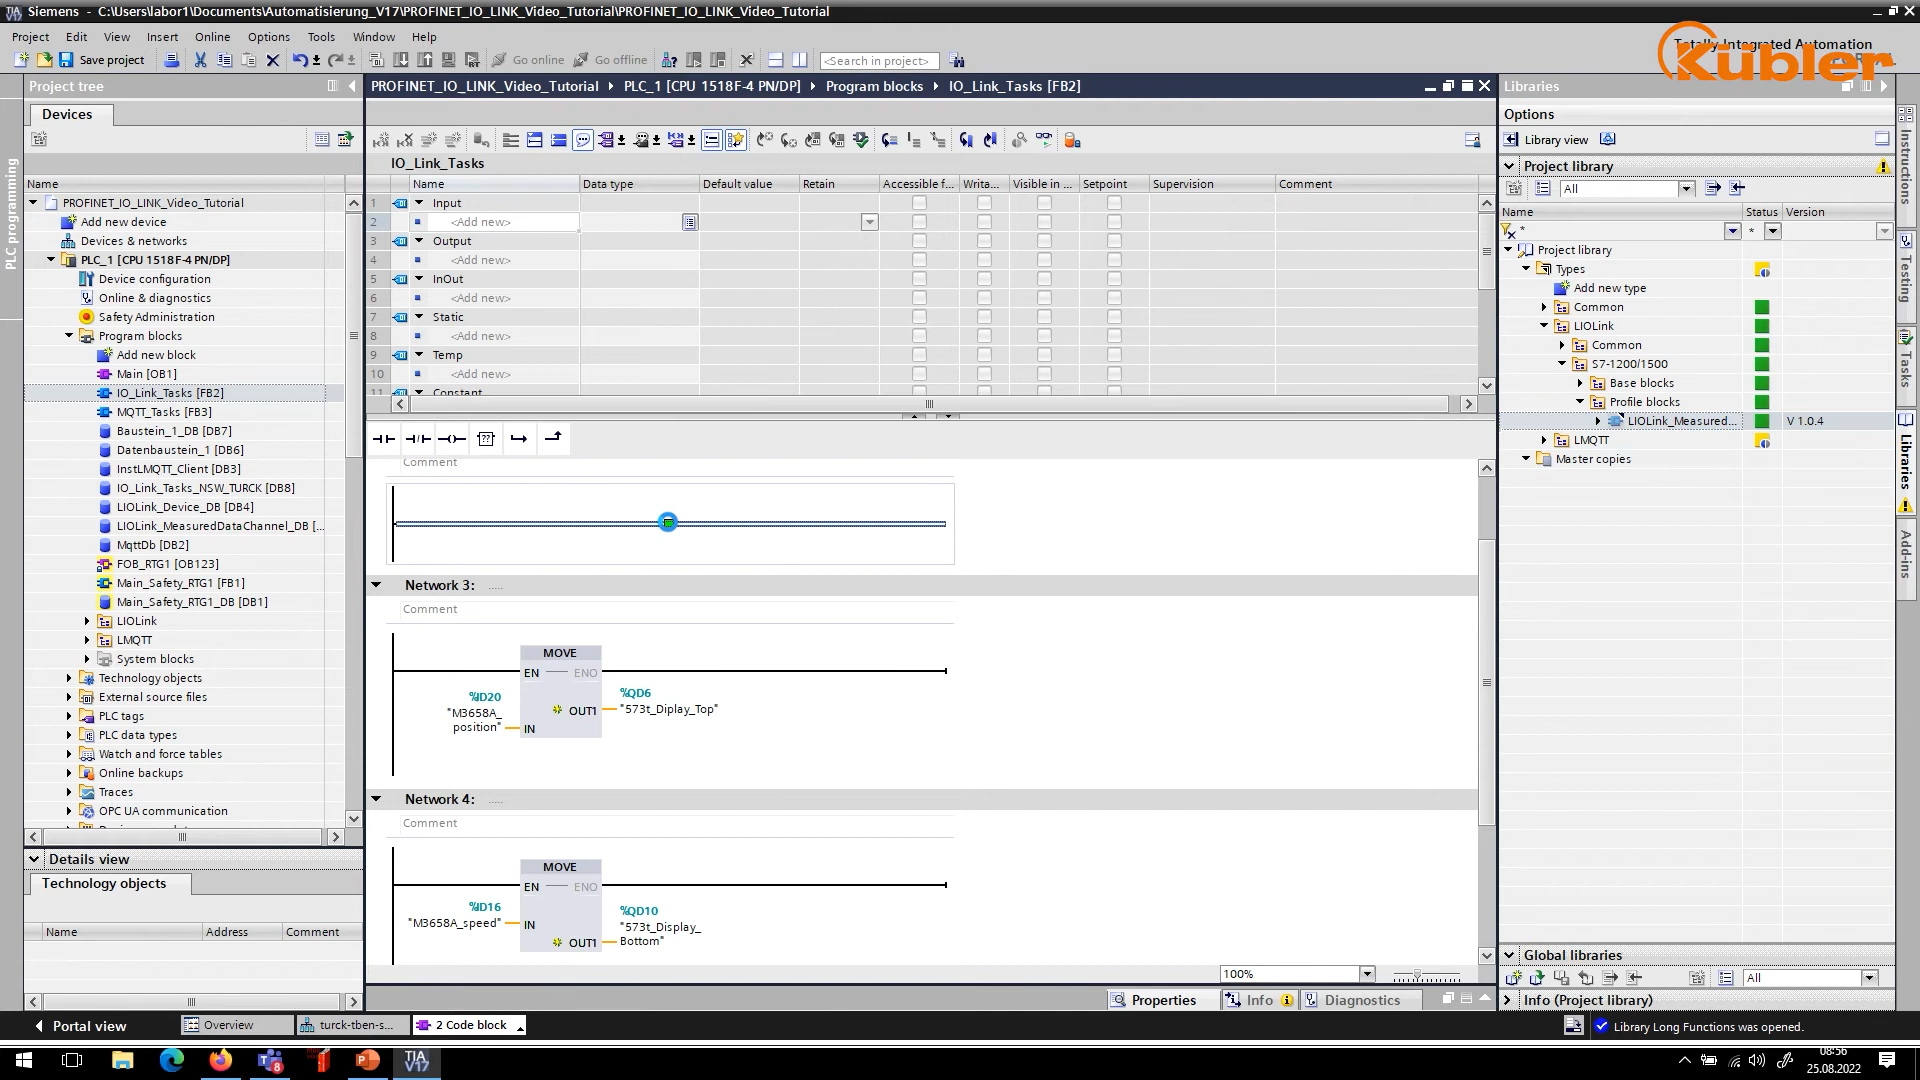 Siemens - C:\Users\labor1\Documents\Automatisierung_V17\PROFINET_IO_LINK_Video_Tutorial\PROFINET_IO_LINK_Video_Tutorial
Project Edit View Insert Online Options Tools Window Help
Totally Integrated Automation
Kübler
Save project
Go online
Go offline
<Search in project>
Project tree
PROFINET_IO_LINK_Video_Tutorial PLC_1 [CPU 1518F-4 PN/DP] Program blocks IO_Link_Tasks [FB2]
Libraries
Devices
PLC programming
Name
PROFINET_IO_LINK_Video_Tutorial
Add new device
Devices & networks
PLC_1 [CPU 1518F-4 PN/DP]
Device configuration
Online & diagnostics
Safety Administration
Program blocks
Add new block
Main [OB1]
IO_Link_Tasks [FB2]
MQTT_Tasks [FB3]
Baustein_1_DB [DB7]
Datenbaustein_1 [DB6]
InstLMQTT_Client [DB3]
IO_Link_Tasks_NSW_TURCK [DB8]
LIOLink_Device_DB [DB4]
LIOLink_MeasuredDataChannel_DB [...
MqttDb [DB2]
FOB_RTG1 [OB123]
Main_Safety_RTG1 [FB1]
Main_Safety_RTG1_DB [DB1]
LIOLink
LMQTT
System blocks
Technology objects
External source files
PLC tags
PLC data types
Watch and force tables
Online backups
Traces
OPC UA communication
Details view
Technology objects
Name Address Comment
IO_Link_Tasks
Name Data type Default value Retain Accessible f... Writa... Visible in ... Setpoint Supervision Comment
1 Input
2 <Add new>
3 Output
4 <Add new>
5 InOut
6 <Add new>
7 Static
8 <Add new>
9 Temp
10 <Add new>
11 Constant
??
Comment
Network 3: .....
Comment
MOVE
EN ENO
%ID20
"M3658A_
position"
IN
OUT1
%QD6
"573t_Diplay_Top"
Network 4: .....
Comment
MOVE
EN ENO
%ID16
"M3658A_speed"
IN
OUT1
%QD10
"573t_Display_
Bottom"
100%
Properties Info Diagnostics
Options
Library view
Project library
All
Name Status Version
*
*
Project library
Types
Add new type
Common
LIOLink
Common
S7-1200/1500
Base blocks
Profile blocks
LIOLink_Measured... V 1.0.4
LMQTT
Master copies
Global libraries
All
Info (Project library)
Instructions
Testing
Tasks
Libraries
Add-ins
Portal view
Overview
turck-tben-s...
2 Code block
Library Long Functions was opened.
TIA
V17
08:56
25.08.2022